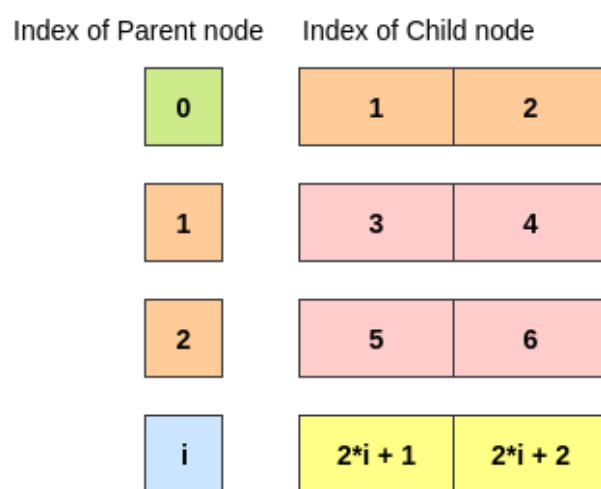 Index of Parent node Index of Child node
0 1 2
1 3 4
2 5 6
i 2*i + 1 2*i + 2